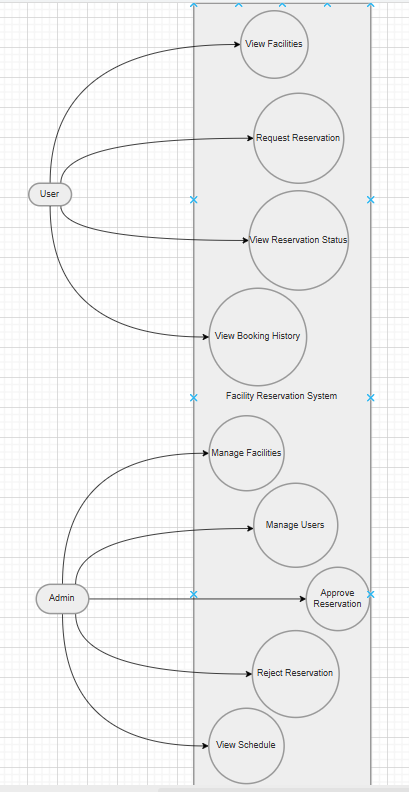 View Facilities
Request Reservation
User
View Reservation Status
View Booking History
Facility Reservation System
Manage Facilities
Manage Users
Admin
Approve
Reservation
Reject Reservation
View Schedule